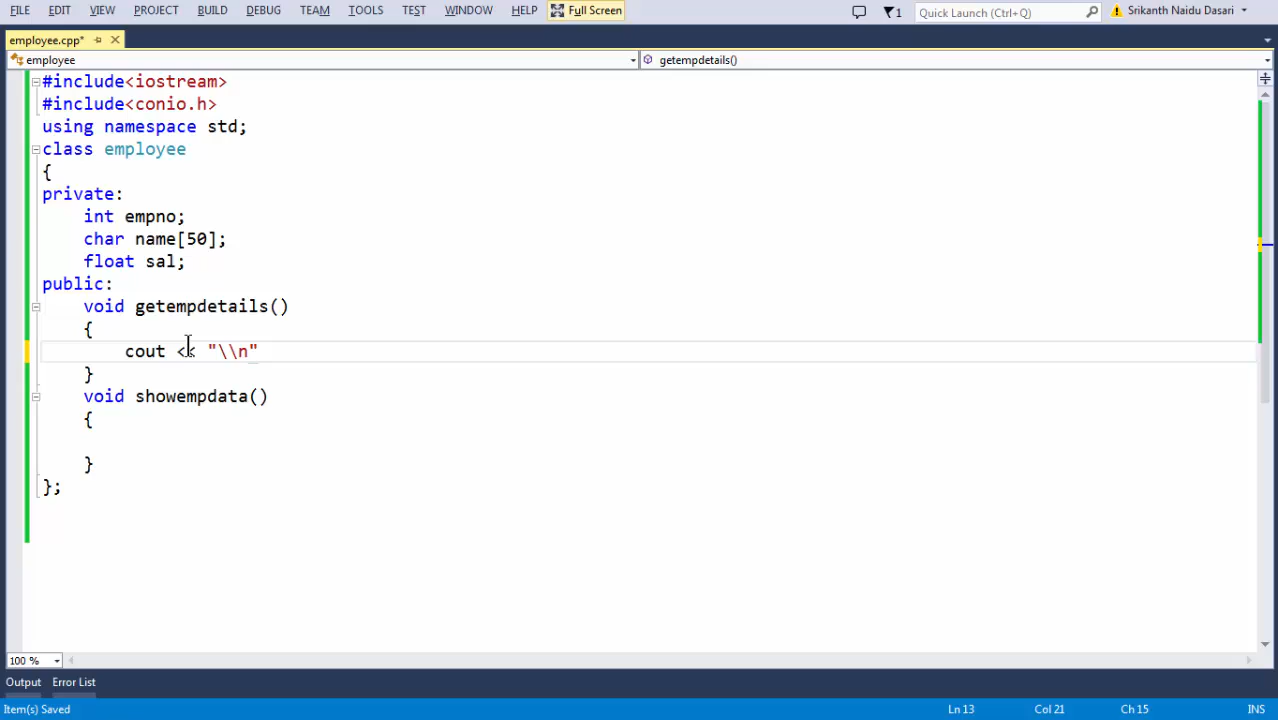 FILE EDIT VIEW PROJECT BUILD DEBUG TEAM TOOLS TEST WINDOW HELP Full Screen 1 Quick Launch (Ctrl+Q) Srikanth Naidu Dasari
employee.cpp*
employee getempdetails()
#include<iostream>
#include<conio.h>
using namespace std;
class employee
{
private:
int empno;
char name[50];
float sal;
public:
void getempdetails()
{
cout << "\\n"
}
void showempdata()
{
}
};
100 %
Output Error List
Item(s) Saved Ln 13 Col 21 Ch 15 INS